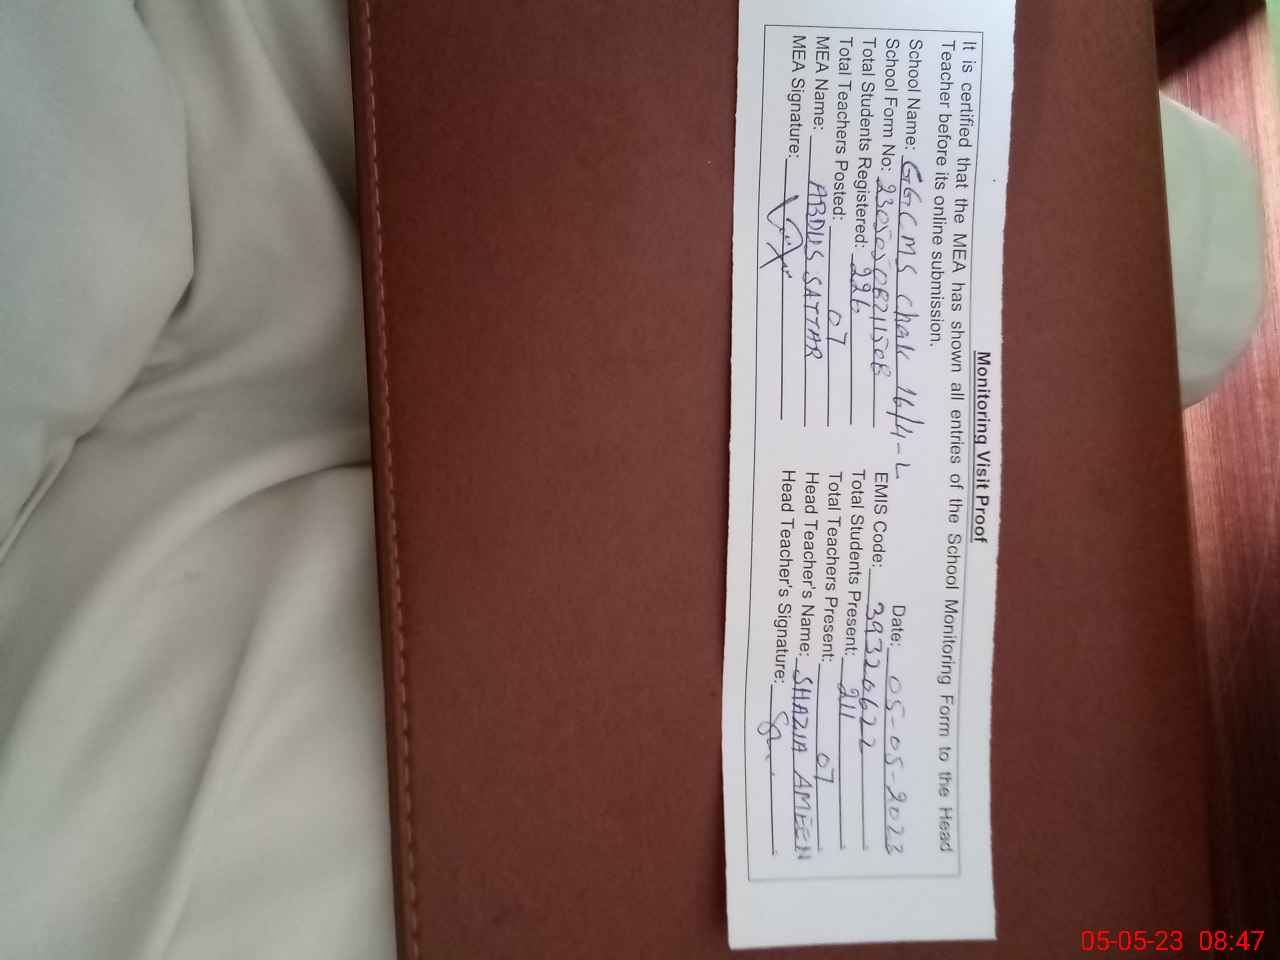 Monitoring Visit Proof
It is certified that the MEA has shown all entries of the School Monitoring Form to the Head
Teacher before its online submission.
School Name: GGCMS Chak 16/4-L Date: 05-05-2023
School Form No: EMIS Code: 39320622
Total Students Registered: 226 Total Students Present: 211
Total Teachers Posted: 07 Total Teachers Present: 07
MEA Name: ABDUS SATTAR Head Teacher's Name: SHAZIA AMEEN
MEA Signature: Head Teacher's Signature:
05-05-23 08:47